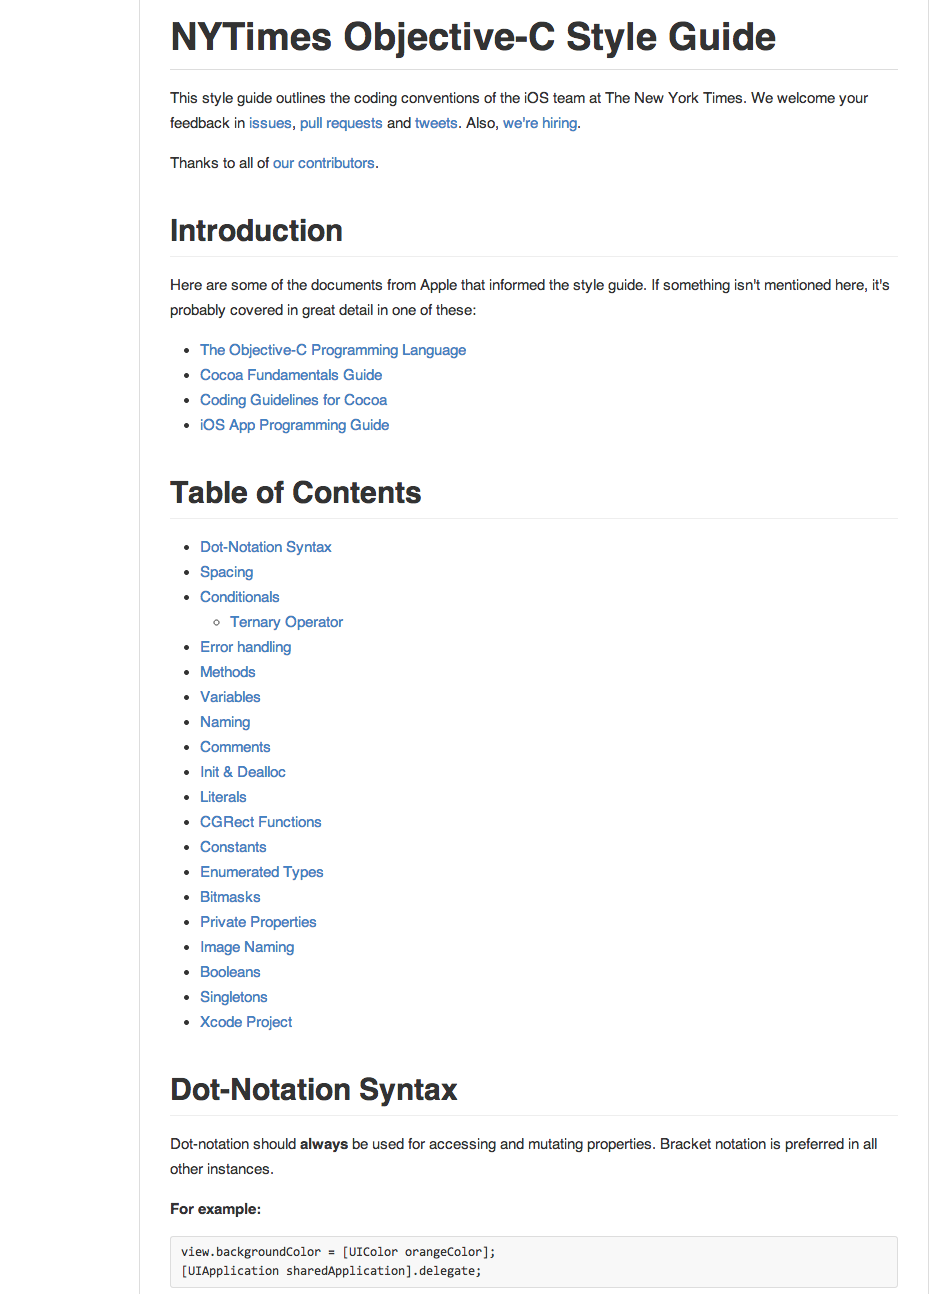 NYTimes Objective-C Style Guide
This style guide outlines the coding conventions of the iOS team at The New York Times. We welcome your
feedback in issues, pull requests and tweets. Also, we're hiring.
Thanks to all of our contributors.
Introduction
Here are some of the documents from Apple that informed the style guide. If something isn't mentioned here, it's
probably covered in great detail in one of these:
• The Objective-C Programming Language
• Cocoa Fundamentals Guide
• Coding Guidelines for Cocoa
• iOS App Programming Guide
Table of Contents
• Dot-Notation Syntax
• Spacing
• Conditionals
◦ Ternary Operator
• Error handling
• Methods
• Variables
• Naming
• Comments
• Init & Dealloc
• Literals
• CGRect Functions
• Constants
• Enumerated Types
• Bitmasks
• Private Properties
• Image Naming
• Booleans
• Singletons
• Xcode Project
Dot-Notation Syntax
Dot-notation should always be used for accessing and mutating properties. Bracket notation is preferred in all
other instances.
For example:
view.backgroundColor = [UIColor orangeColor];
[UIApplication sharedApplication].delegate;